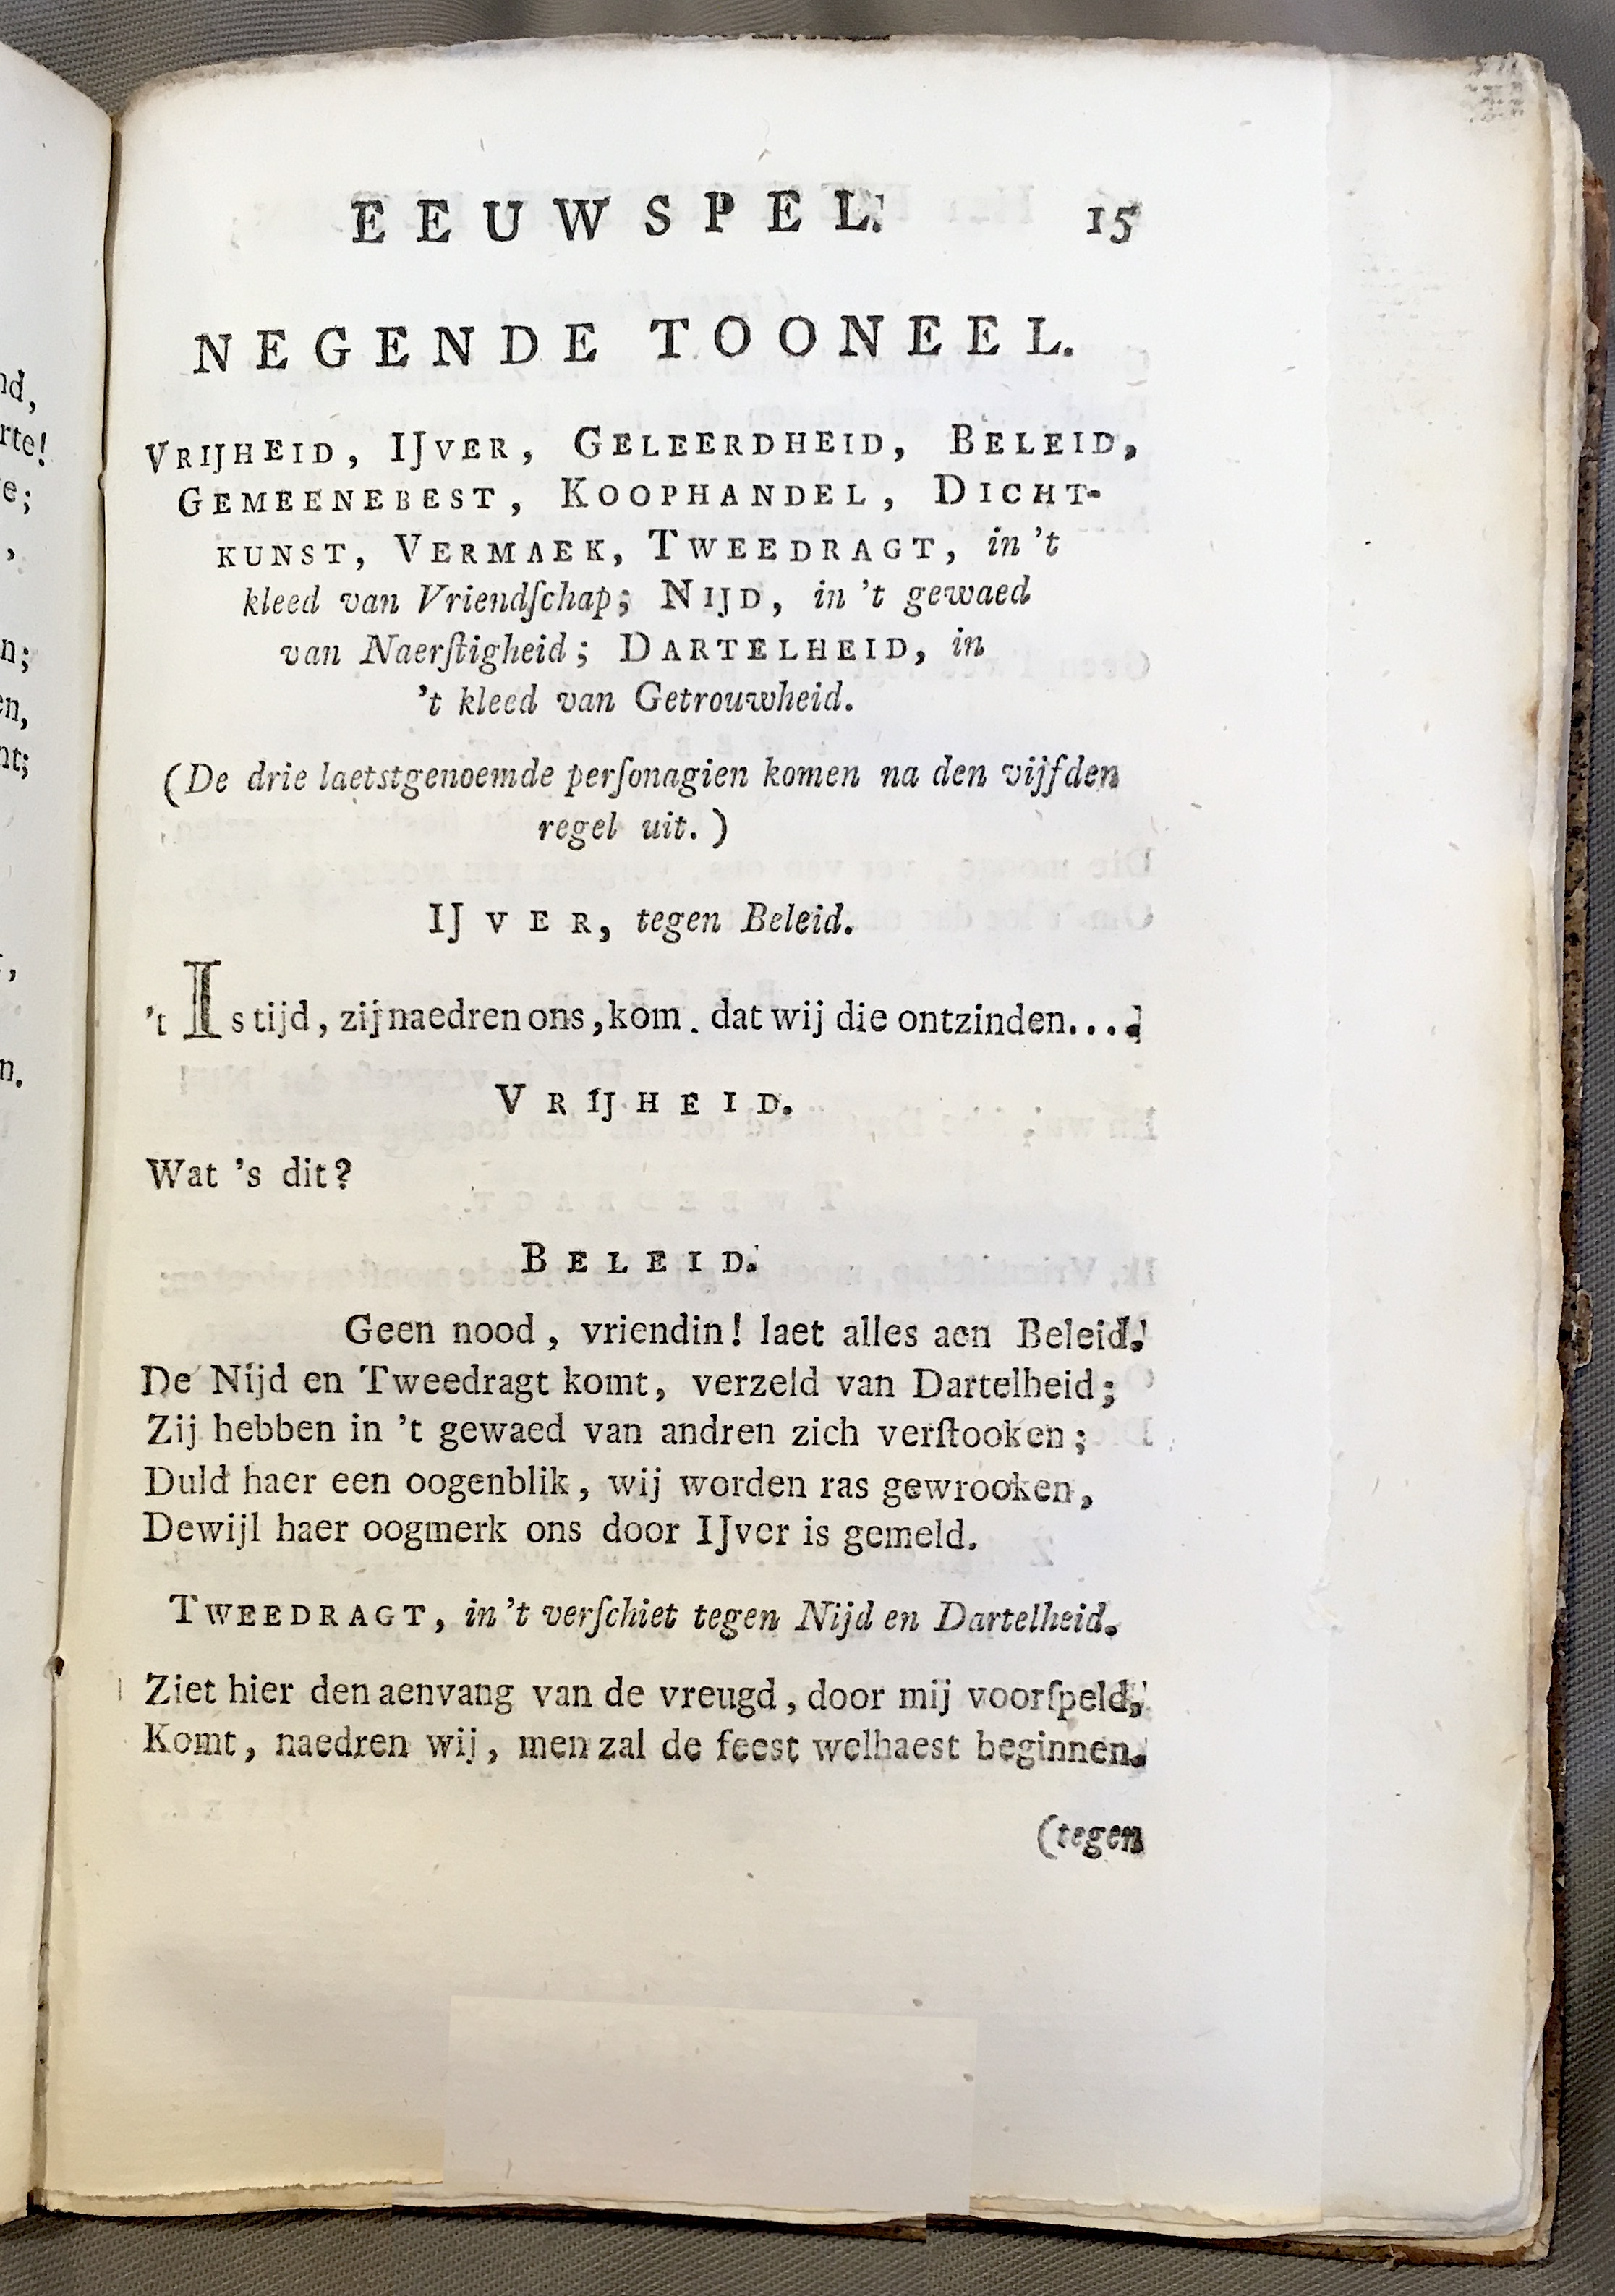 EEUWSPEL. 15
NEGENDE TOONEEL.
VRIJHEID, IJVER, GELEERDHEID, BELEID,
GEMEENEBEST, KOOPHANDEL, DICHT-
KUNST, VERMAEK, TWEEDRAGT, in 't
kleed van Vriendſchap; NIJD, in 't gewaed
van Naerſtigheid; DARTELHEID, in
't kleed van Getrouwheid.
(De drie laetstgenoemde perſonagien komen na den vijfden
regel uit.)
IJVER, tegen Beleid.
't Is tijd, zij naedren ons, kom. dat wij die ontzinden....
VRIJHEID.
Wat 's dit?
BELEID.
Geen nood, vriendin! laet alles aen Beleid.
De Nijd en Tweedragt komt, verzeld van Dartelheid;
Zij hebben in 't gewaed van andren zich verſtooken;
Duld haer een oogenblik, wij worden ras gewrooken,
Dewijl haer oogmerk ons door IJver is gemeld.
TWEEDRAGT, in 't verſchiet tegen Nijd en Dartelheid.
Ziet hier den aenvang van de vreugd, door mij voorſpeld,
Komt, naedren wij, men zal de feest welhaest beginnen.
(tegen
nd,
rte!
e;
,
n;
en,
nt;
,
n.